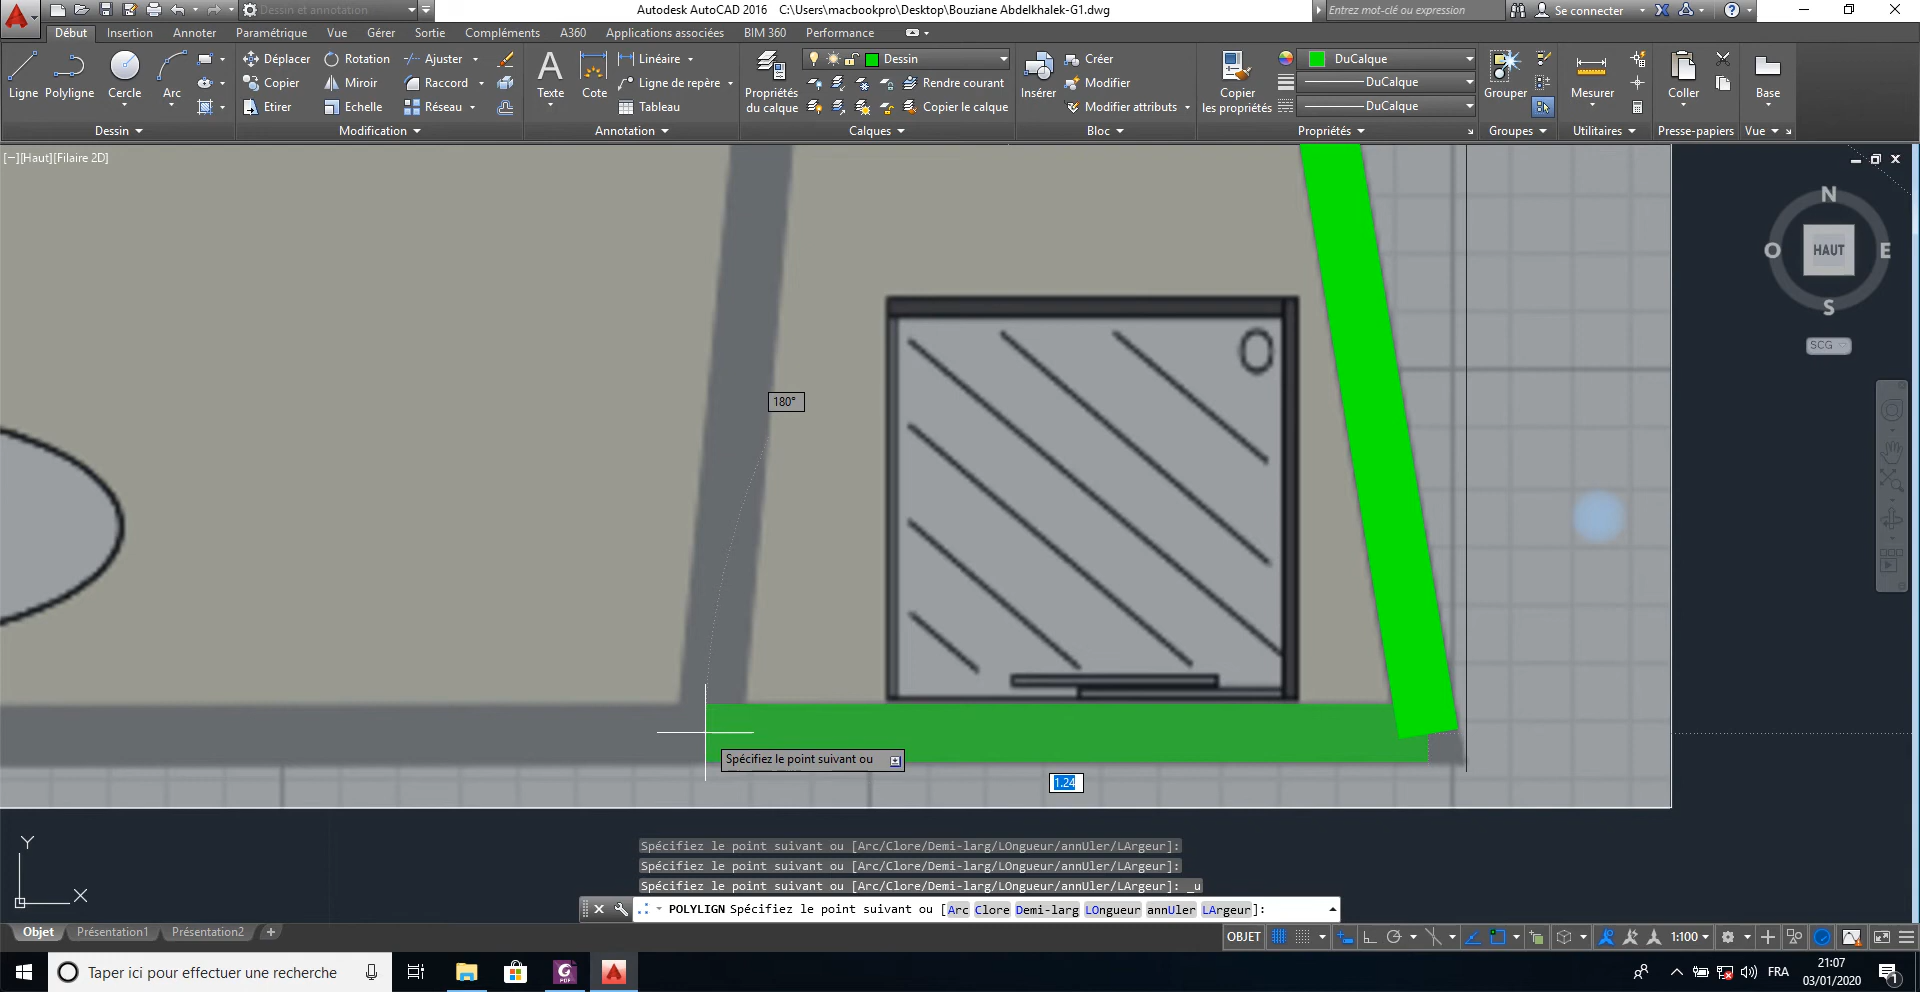 Dessin et annotation
Autodesk AutoCAD 2016 C:\Users\macbookpro\Desktop\Bouziane Abdelkhalek-G1.dwg
Entrez mot-clé ou expression
Se connecter
Début Insertion Annoter Paramétrique Vue Gérer Sortie Compléments A360 Applications associées BIM 360 Performance
Ligne Polyligne Cercle Arc
Déplacer Rotation Ajuster
Copier Miroir Raccord
Etirer Echelle Réseau
Texte Cote
Linéaire
Ligne de repère
Tableau
Propriétés
du calque
Dessin
Rendre courant
Copier le calque
Insérer
Créer
Modifier
Modifier attributs
Copier
les propriétés
DuCalque
DuCalque
DuCalque
Grouper
Mesurer
Coller
Base
Dessin Modification Annotation Calques Bloc Propriétés Groupes Utilitaires Presse-papiers Vue
[−][Haut][Filaire 2D]
N
O HAUT E
S
SCG
180°
Spécifiez le point suivant ou
1.24
Y
X
Spécifiez le point suivant ou [Arc/Clore/Demi-larg/LOngueur/annUler/LArgeur]:
Spécifiez le point suivant ou [Arc/Clore/Demi-larg/LOngueur/annUler/LArgeur]:
Spécifiez le point suivant ou [Arc/Clore/Demi-larg/LOngueur/annUler/LArgeur]: _u
POLYLIGN Spécifiez le point suivant ou [Arc Clore Demi-larg LOngueur annUler LArgeur]:
Objet Présentation1 Présentation2 +
OBJET 1:100
Taper ici pour effectuer une recherche
FRA
21:07
03/01/2020
1